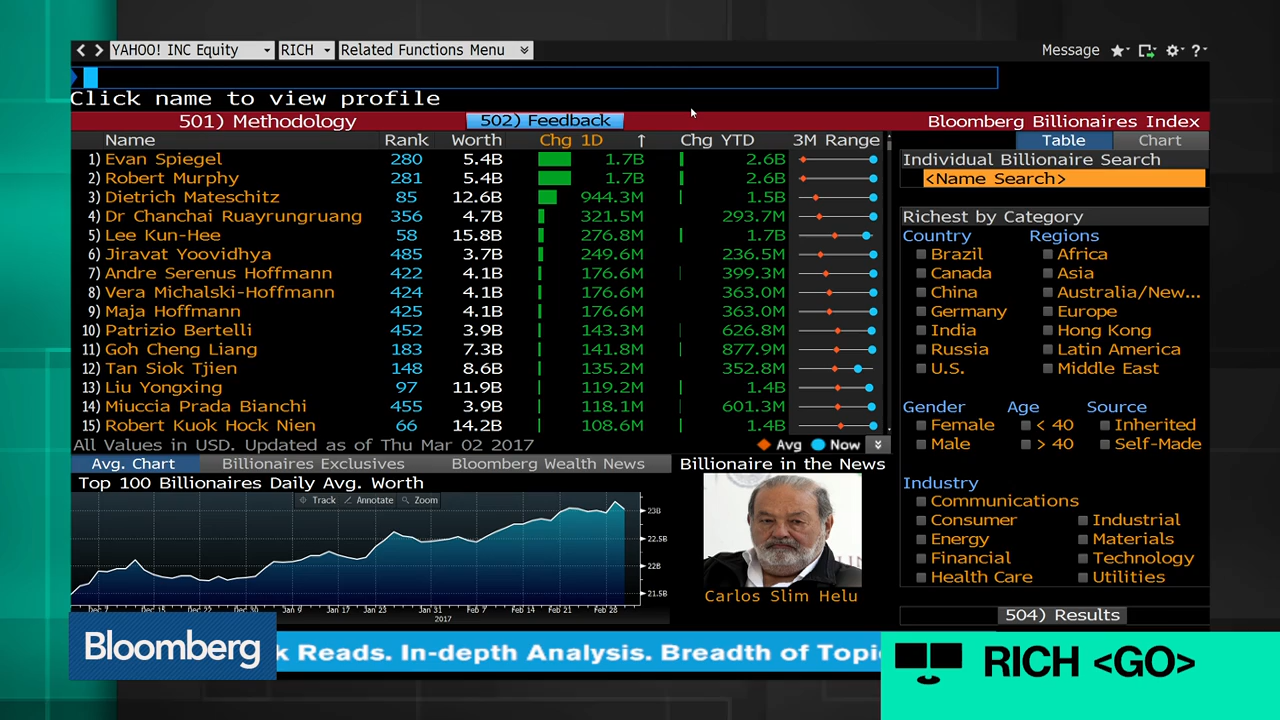 YAHOO! INC Equity RICH Related Functions Menu Message ?
Click name to view profile
501) Methodology 502) Feedback Bloomberg Billionaires Index
Name Rank Worth Chg 1D ↑ Chg YTD 3M Range
1) Evan Spiegel 280 5.4B 1.7B 2.6B
2) Robert Murphy 281 5.4B 1.7B 2.6B
3) Dietrich Mateschitz 85 12.6B 944.3M 1.5B
4) Dr Chanchai Ruayrungruang 356 4.7B 321.5M 293.7M
5) Lee Kun-Hee 58 15.8B 276.8M 1.7B
6) Jiravat Yoovidhya 485 3.7B 249.6M 236.5M
7) Andre Serenus Hoffmann 422 4.1B 176.6M 399.3M
8) Vera Michalski-Hoffmann 424 4.1B 176.6M 363.0M
9) Maja Hoffmann 425 4.1B 176.6M 363.0M
10) Patrizio Bertelli 452 3.9B 143.3M 626.8M
11) Goh Cheng Liang 183 7.3B 141.8M 877.9M
12) Tan Siok Tjien 148 8.6B 135.2M 352.8M
13) Liu Yongxing 97 11.9B 119.2M 1.4B
14) Miuccia Prada Bianchi 455 3.9B 118.1M 601.3M
15) Robert Kuok Hock Nien 66 14.2B 108.6M 1.4B
All Values in USD. Updated as of Thu Mar 02 2017 Avg Now
Table Chart
Individual Billionaire Search
<Name Search>
Richest by Category
Country Regions
Brazil Africa
Canada Asia
China Australia/New...
Germany Europe
India Hong Kong
Russia Latin America
U.S. Middle East
Gender Age Source
Female < 40 Inherited
Male > 40 Self-Made
Industry
Communications
Consumer Industrial
Energy Materials
Financial Technology
Health Care Utilities
504) Results
Avg. Chart Billionaires Exclusives Bloomberg Wealth News Billionaire in the News
Top 100 Billionaires Daily Avg. Worth
Track Annotate Zoom
23B
22.5B
22B
21.5B
Dec 7 Dec 15 Dec 22 Dec 30 Jan 9 Jan 17 Jan 23 Jan 31 Feb 7 Feb 14 Feb 21 Feb 28
2017
Carlos Slim Helu
Bloomberg k Reads. In-depth Analysis. Breadth of Topi
RICH <GO>